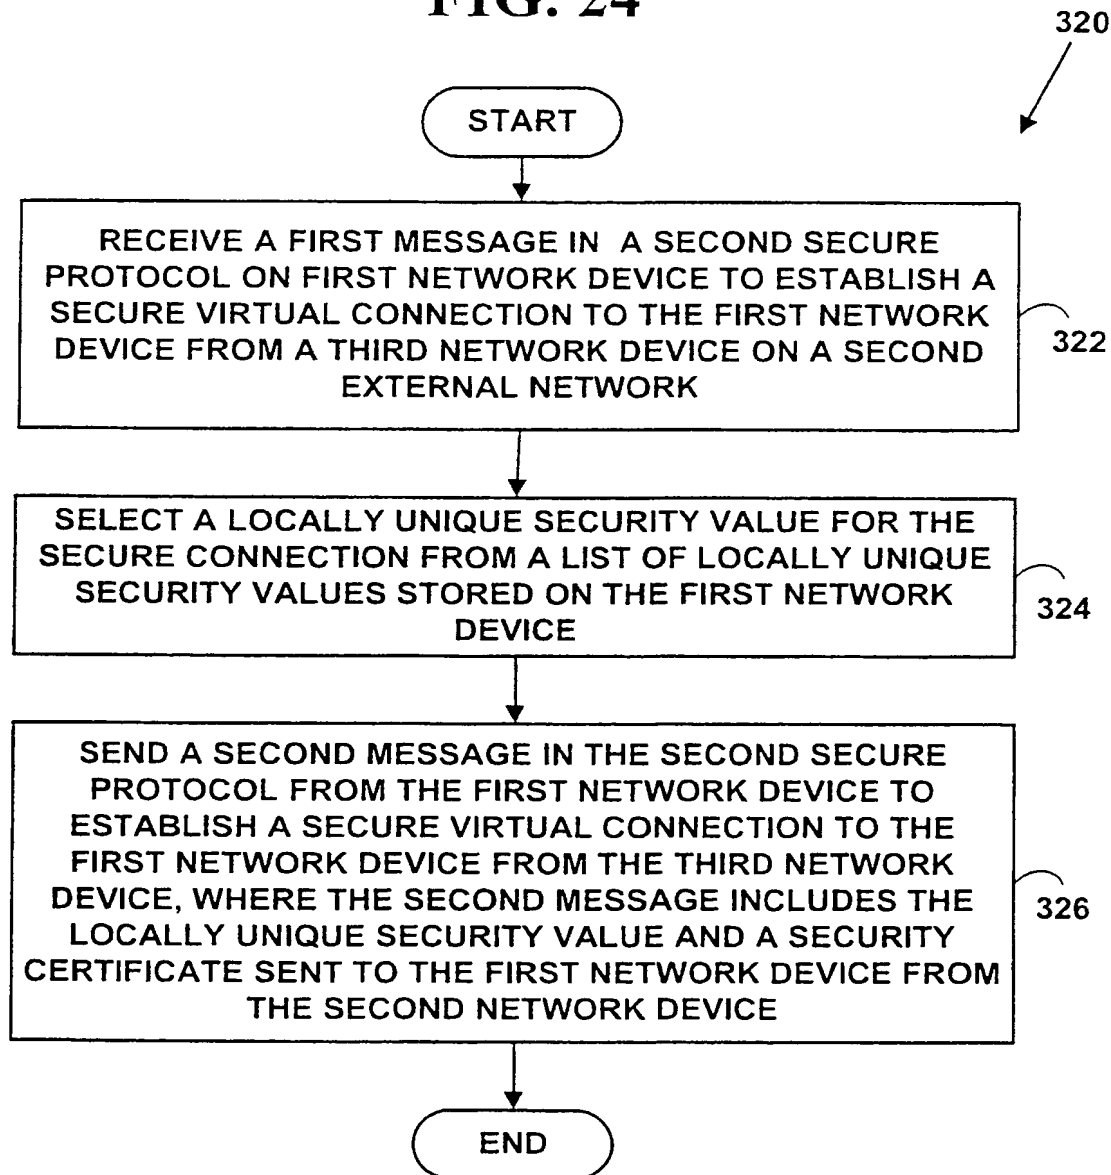 FIG. 24
320
START
RECEIVE A FIRST MESSAGE IN A SECOND SECURE
PROTOCOL ON FIRST NETWORK DEVICE TO ESTABLISH A
SECURE VIRTUAL CONNECTION TO THE FIRST NETWORK
DEVICE FROM A THIRD NETWORK DEVICE ON A SECOND
EXTERNAL NETWORK
322
SELECT A LOCALLY UNIQUE SECURITY VALUE FOR THE
SECURE CONNECTION FROM A LIST OF LOCALLY UNIQUE
SECURITY VALUES STORED ON THE FIRST NETWORK
DEVICE
324
SEND A SECOND MESSAGE IN THE SECOND SECURE
PROTOCOL FROM THE FIRST NETWORK DEVICE TO
ESTABLISH A SECURE VIRTUAL CONNECTION TO THE
FIRST NETWORK DEVICE FROM THE THIRD NETWORK
DEVICE, WHERE THE SECOND MESSAGE INCLUDES THE
LOCALLY UNIQUE SECURITY VALUE AND A SECURITY
CERTIFICATE SENT TO THE FIRST NETWORK DEVICE FROM
THE SECOND NETWORK DEVICE
326
END